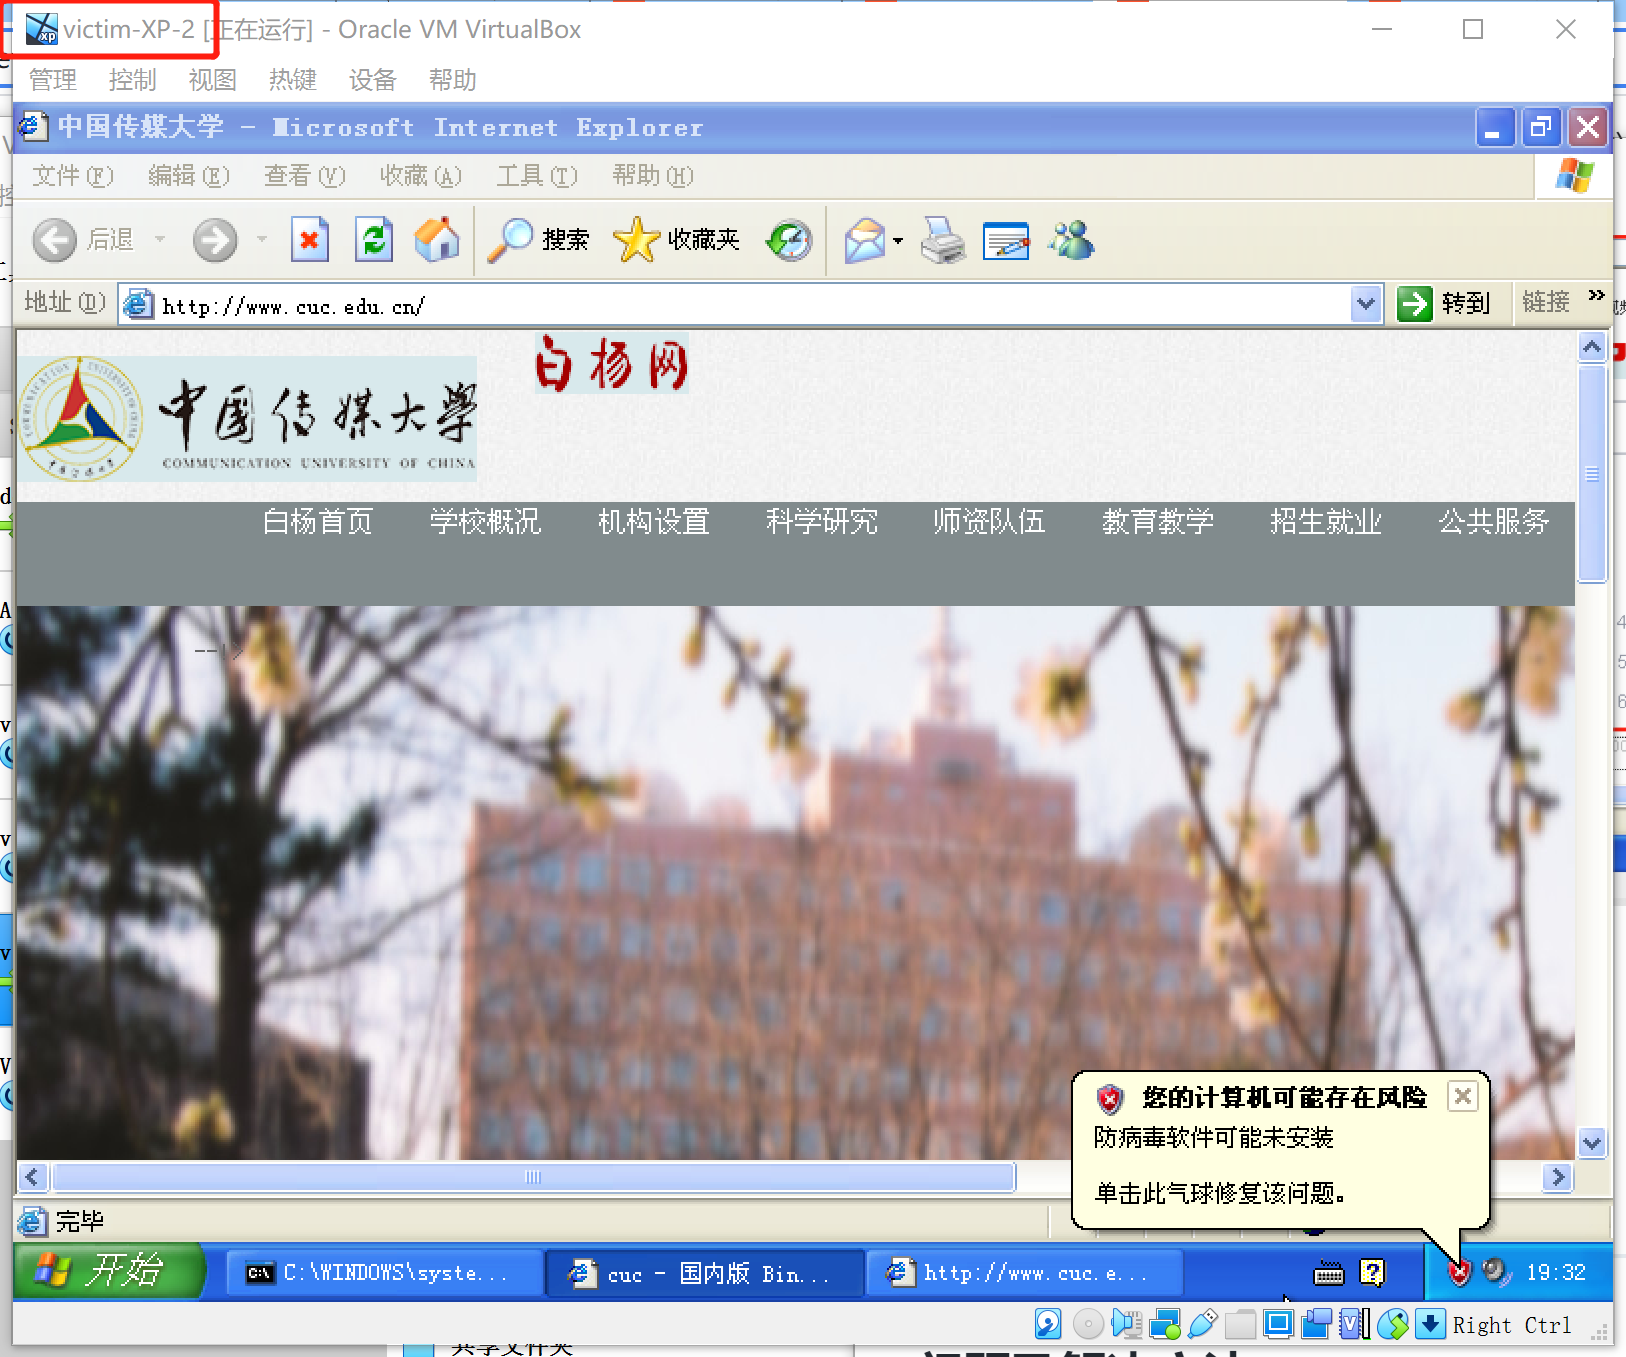 victim-XP-2 [正在运行] - Oracle VM VirtualBox
管理 控制 视图 热键 设备 帮助
中国传媒大学 - Microsoft Internet Explorer
文件(F) 编辑(E) 查看(V) 收藏(A) 工具(T) 帮助(H)
后退 搜索 收藏夹
地址(D) http://www.cuc.edu.cn/ 转到 链接 »
白杨网
中国传媒大学
COMMUNICATION UNIVERSITY OF CHINA
白杨首页 学校概况 机构设置 科学研究 师资队伍 教育教学 招生就业 公共服务
-->
您的计算机可能存在风险
防病毒软件可能未安装
单击此气球修复该问题。
完毕
开始 C:\WINDOWS\syste... cuc - 国内版 Bin... http://www.cuc.e... 19:32
Right Ctrl
共享文件夹